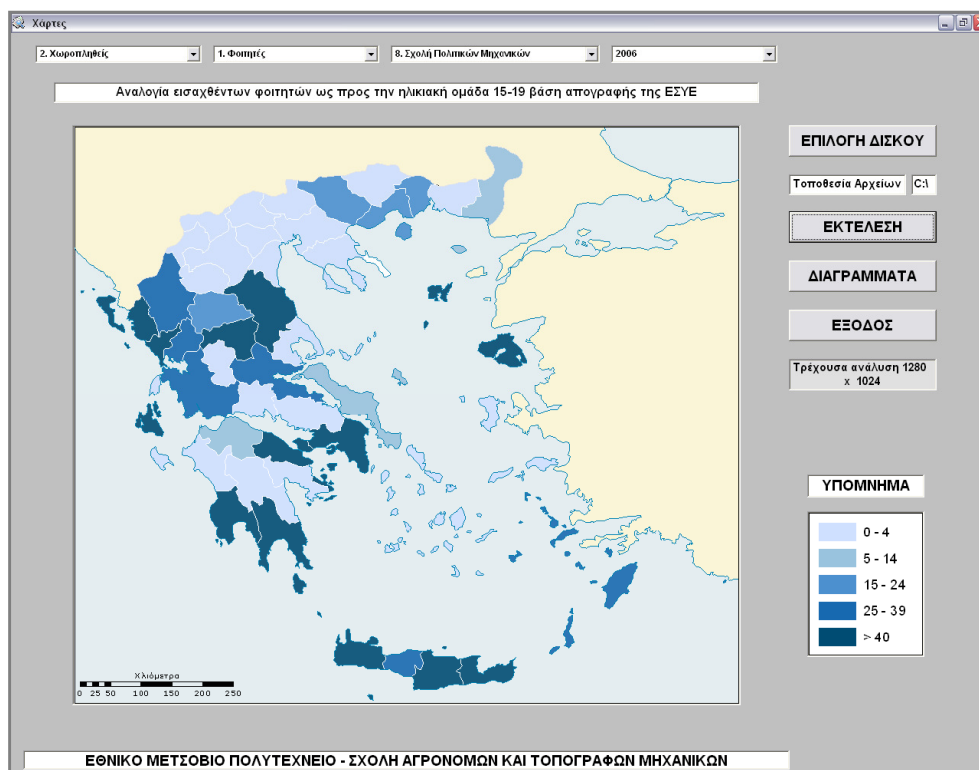 Χάρτες
2. Χωροπληθείς
1. Φοιτητές
8. Σχολή Πολιτικών Μηχανικών
2006
Αναλογία εισαχθέντων φοιτητών ως προς την ηλικιακή ομάδα 15-19 βάση απογραφής της ΕΣΥΕ
ΕΠΙΛΟΓΗ ΔΙΣΚΟΥ
Τοποθεσία Αρχείων
C:\
ΕΚΤΕΛΕΣΗ
ΔΙΑΓΡΑΜΜΑΤΑ
ΕΞΟΔΟΣ
Τρέχουσα ανάλυση 1280
x 1024
ΥΠΟΜΝΗΜΑ
0 - 4
5 - 14
15 - 24
25 - 39
> 40
Χλιόμετρα
0 25 50 100 150 200 250
ΕΘΝΙΚΟ ΜΕΤΣΟΒΙΟ ΠΟΛΥΤΕΧΝΕΙΟ - ΣΧΟΛΗ ΑΓΡΟΝΟΜΩΝ ΚΑΙ ΤΟΠΟΓΡΑΦΩΝ ΜΗΧΑΝΙΚΩΝ